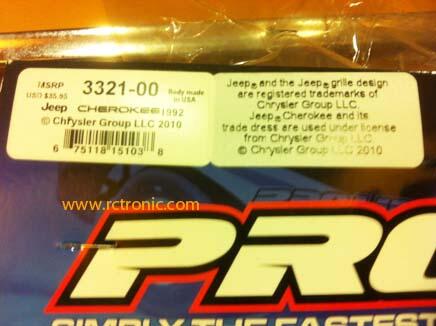 MSRP 3321-00 Body made
USD $35.95 in USA
Jeep CHEROKEE 1992
© Chrysler Group LLC 2010
6 75118 15103 8
Jeep® and the Jeep® grille design
are registered trademarks of
Chrysler Group LLC.
Jeep® Cherokee and its
trade dress are used under license
from Chrysler Group LLC.
© Chrysler Group LLC 2010
www.rctronic.com
PRO
SIMPLY THE FASTEST